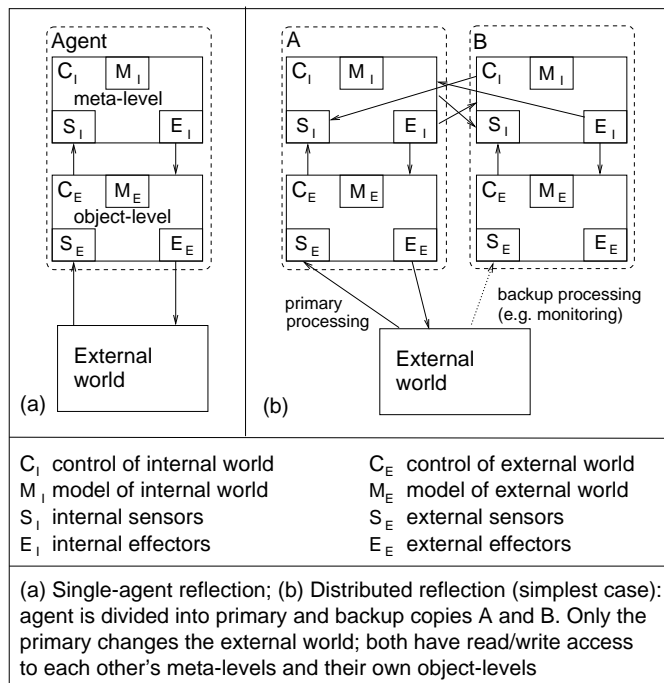 Agent
C_I M_I
meta-level
S_I E_I
C_E M_E
object-level
S_E E_E
External
world
(a)
A
C_I M_I
S_I E_I
C_E M_E
S_E E_E
B
C_I M_I
S_I E_I
C_E M_E
S_E E_E
primary
processing
backup processing
(e.g. monitoring)
External
world
(b)
C_I control of internal world
M_I model of internal world
S_I internal sensors
E_I internal effectors
C_E control of external world
M_E model of external world
S_E external sensors
E_E external effectors
(a) Single-agent reflection; (b) Distributed reflection (simplest case):
agent is divided into primary and backup copies A and B. Only the
primary changes the external world; both have read/write access
to each other's meta-levels and their own object-levels